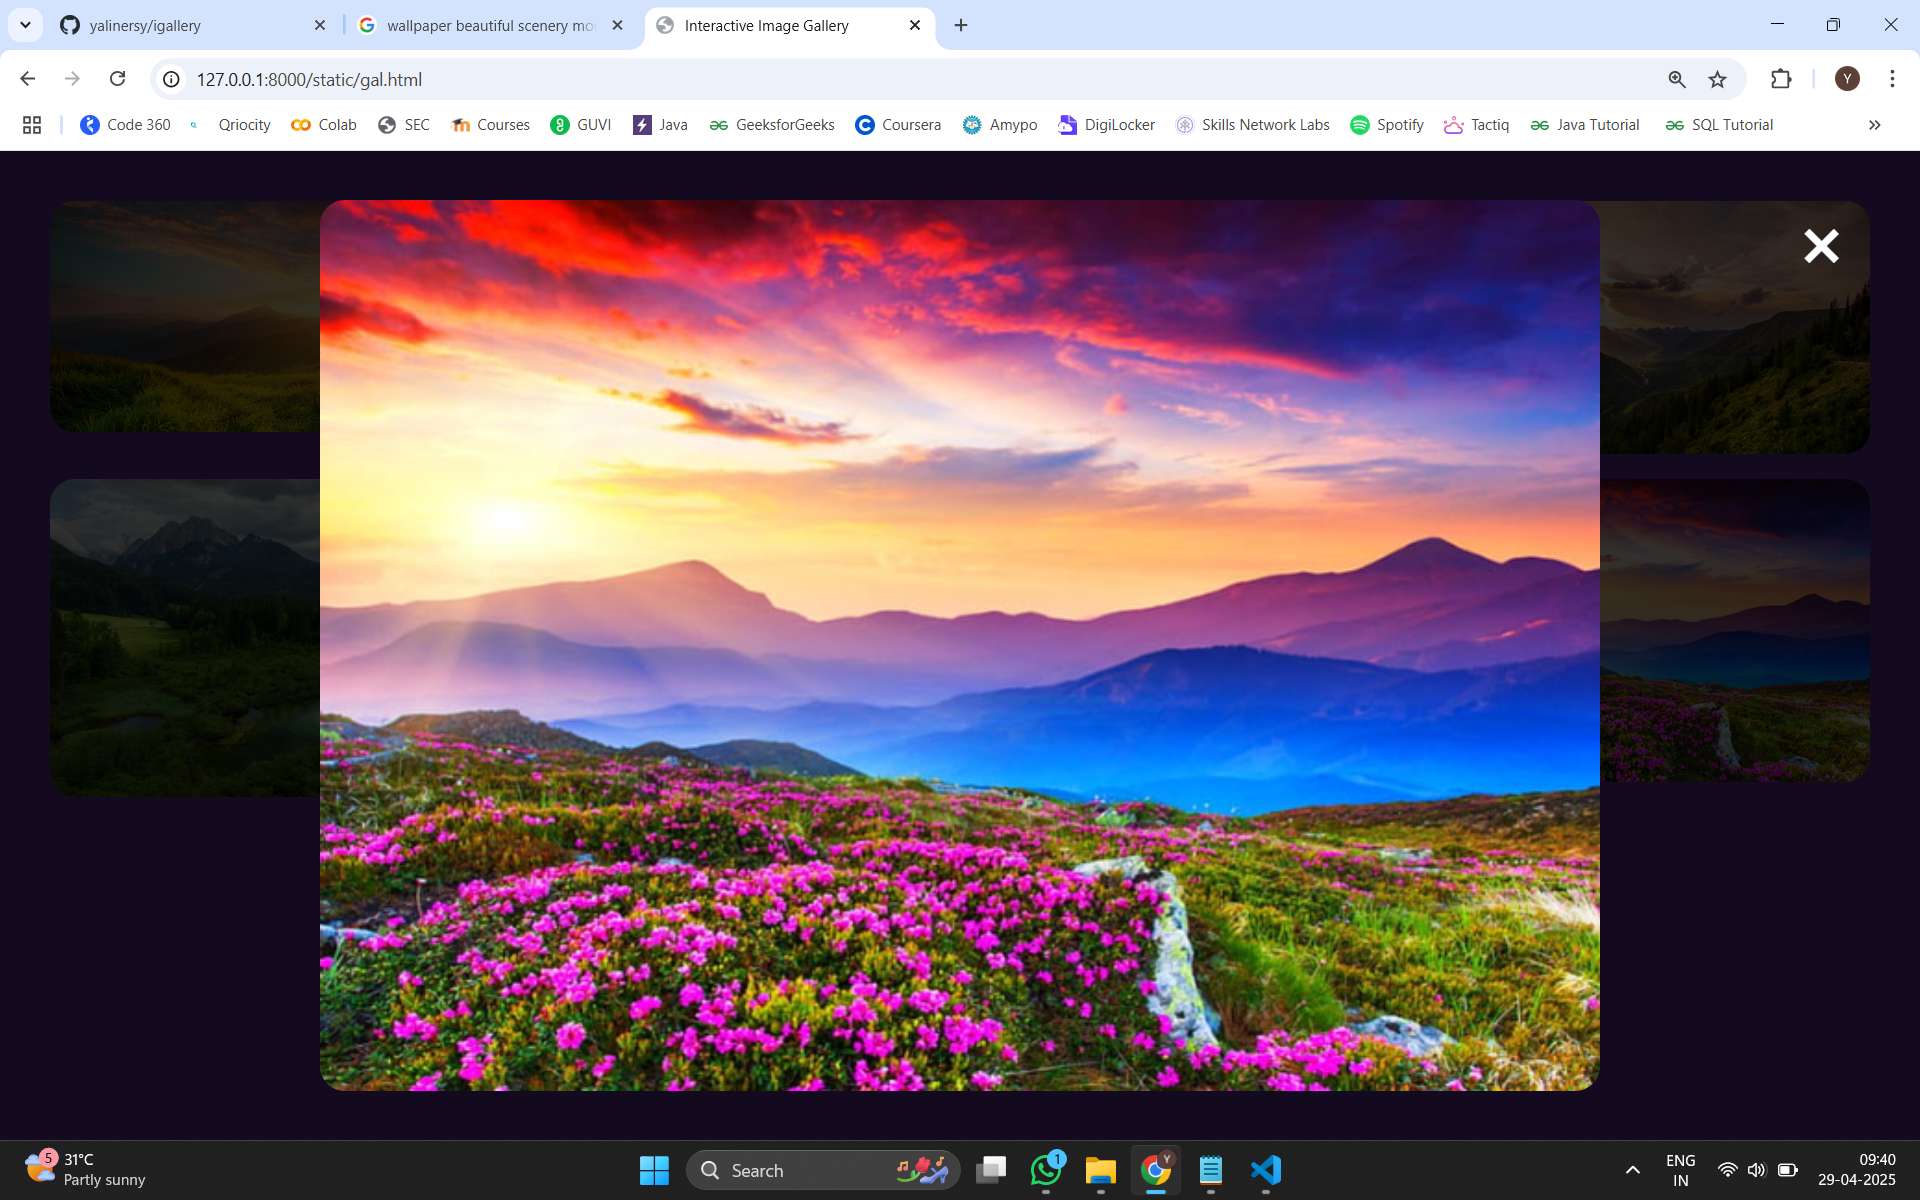 yalinersy/igallery
wallpaper beautiful scenery mo
Interactive Image Gallery
127.0.0.1:8000/static/gal.html
Y
Code 360
Qriocity
Colab
SEC
Courses
GUVI
Java
GeeksforGeeks
Coursera
Amypo
DigiLocker
Skills Network Labs
Spotify
Tactiq
Java Tutorial
SQL Tutorial
5
31°C
Partly sunny
Search
1
Y
ENG
IN
09:40
29-04-2025